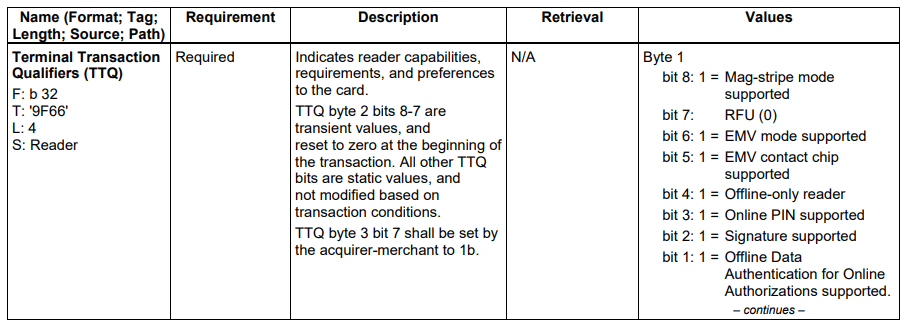 Name (Format; Tag;
Length; Source; Path)
Requirement
Description
Retrieval
Values
Terminal Transaction
Qualifiers (TTQ)
F: b 32
T: '9F66'
L: 4
S: Reader
Required
Indicates reader capabilities,
requirements, and preferences
to the card.
TTQ byte 2 bits 8-7 are
transient values, and
reset to zero at the beginning of
the transaction. All other TTQ
bits are static values, and
not modified based on
transaction conditions.
TTQ byte 3 bit 7 shall be set by
the acquirer-merchant to 1b.
N/A
Byte 1
bit 8: 1 = Mag-stripe mode
supported
bit 7: RFU (0)
bit 6: 1 = EMV mode supported
bit 5: 1 = EMV contact chip
supported
bit 4: 1 = Offline-only reader
bit 3: 1 = Online PIN supported
bit 2: 1 = Signature supported
bit 1: 1 = Offline Data
Authentication for Online
Authorizations supported.
– continues –